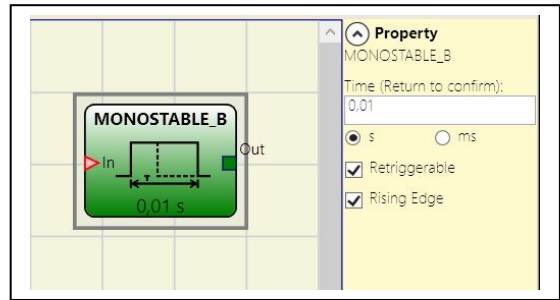 MONOSTABLE_B
In
Out
T
0,01 s
Property
MONOSTABLE_B
Time (Return to confirm):
0,01
s
ms
Retriggerable
Rising Edge